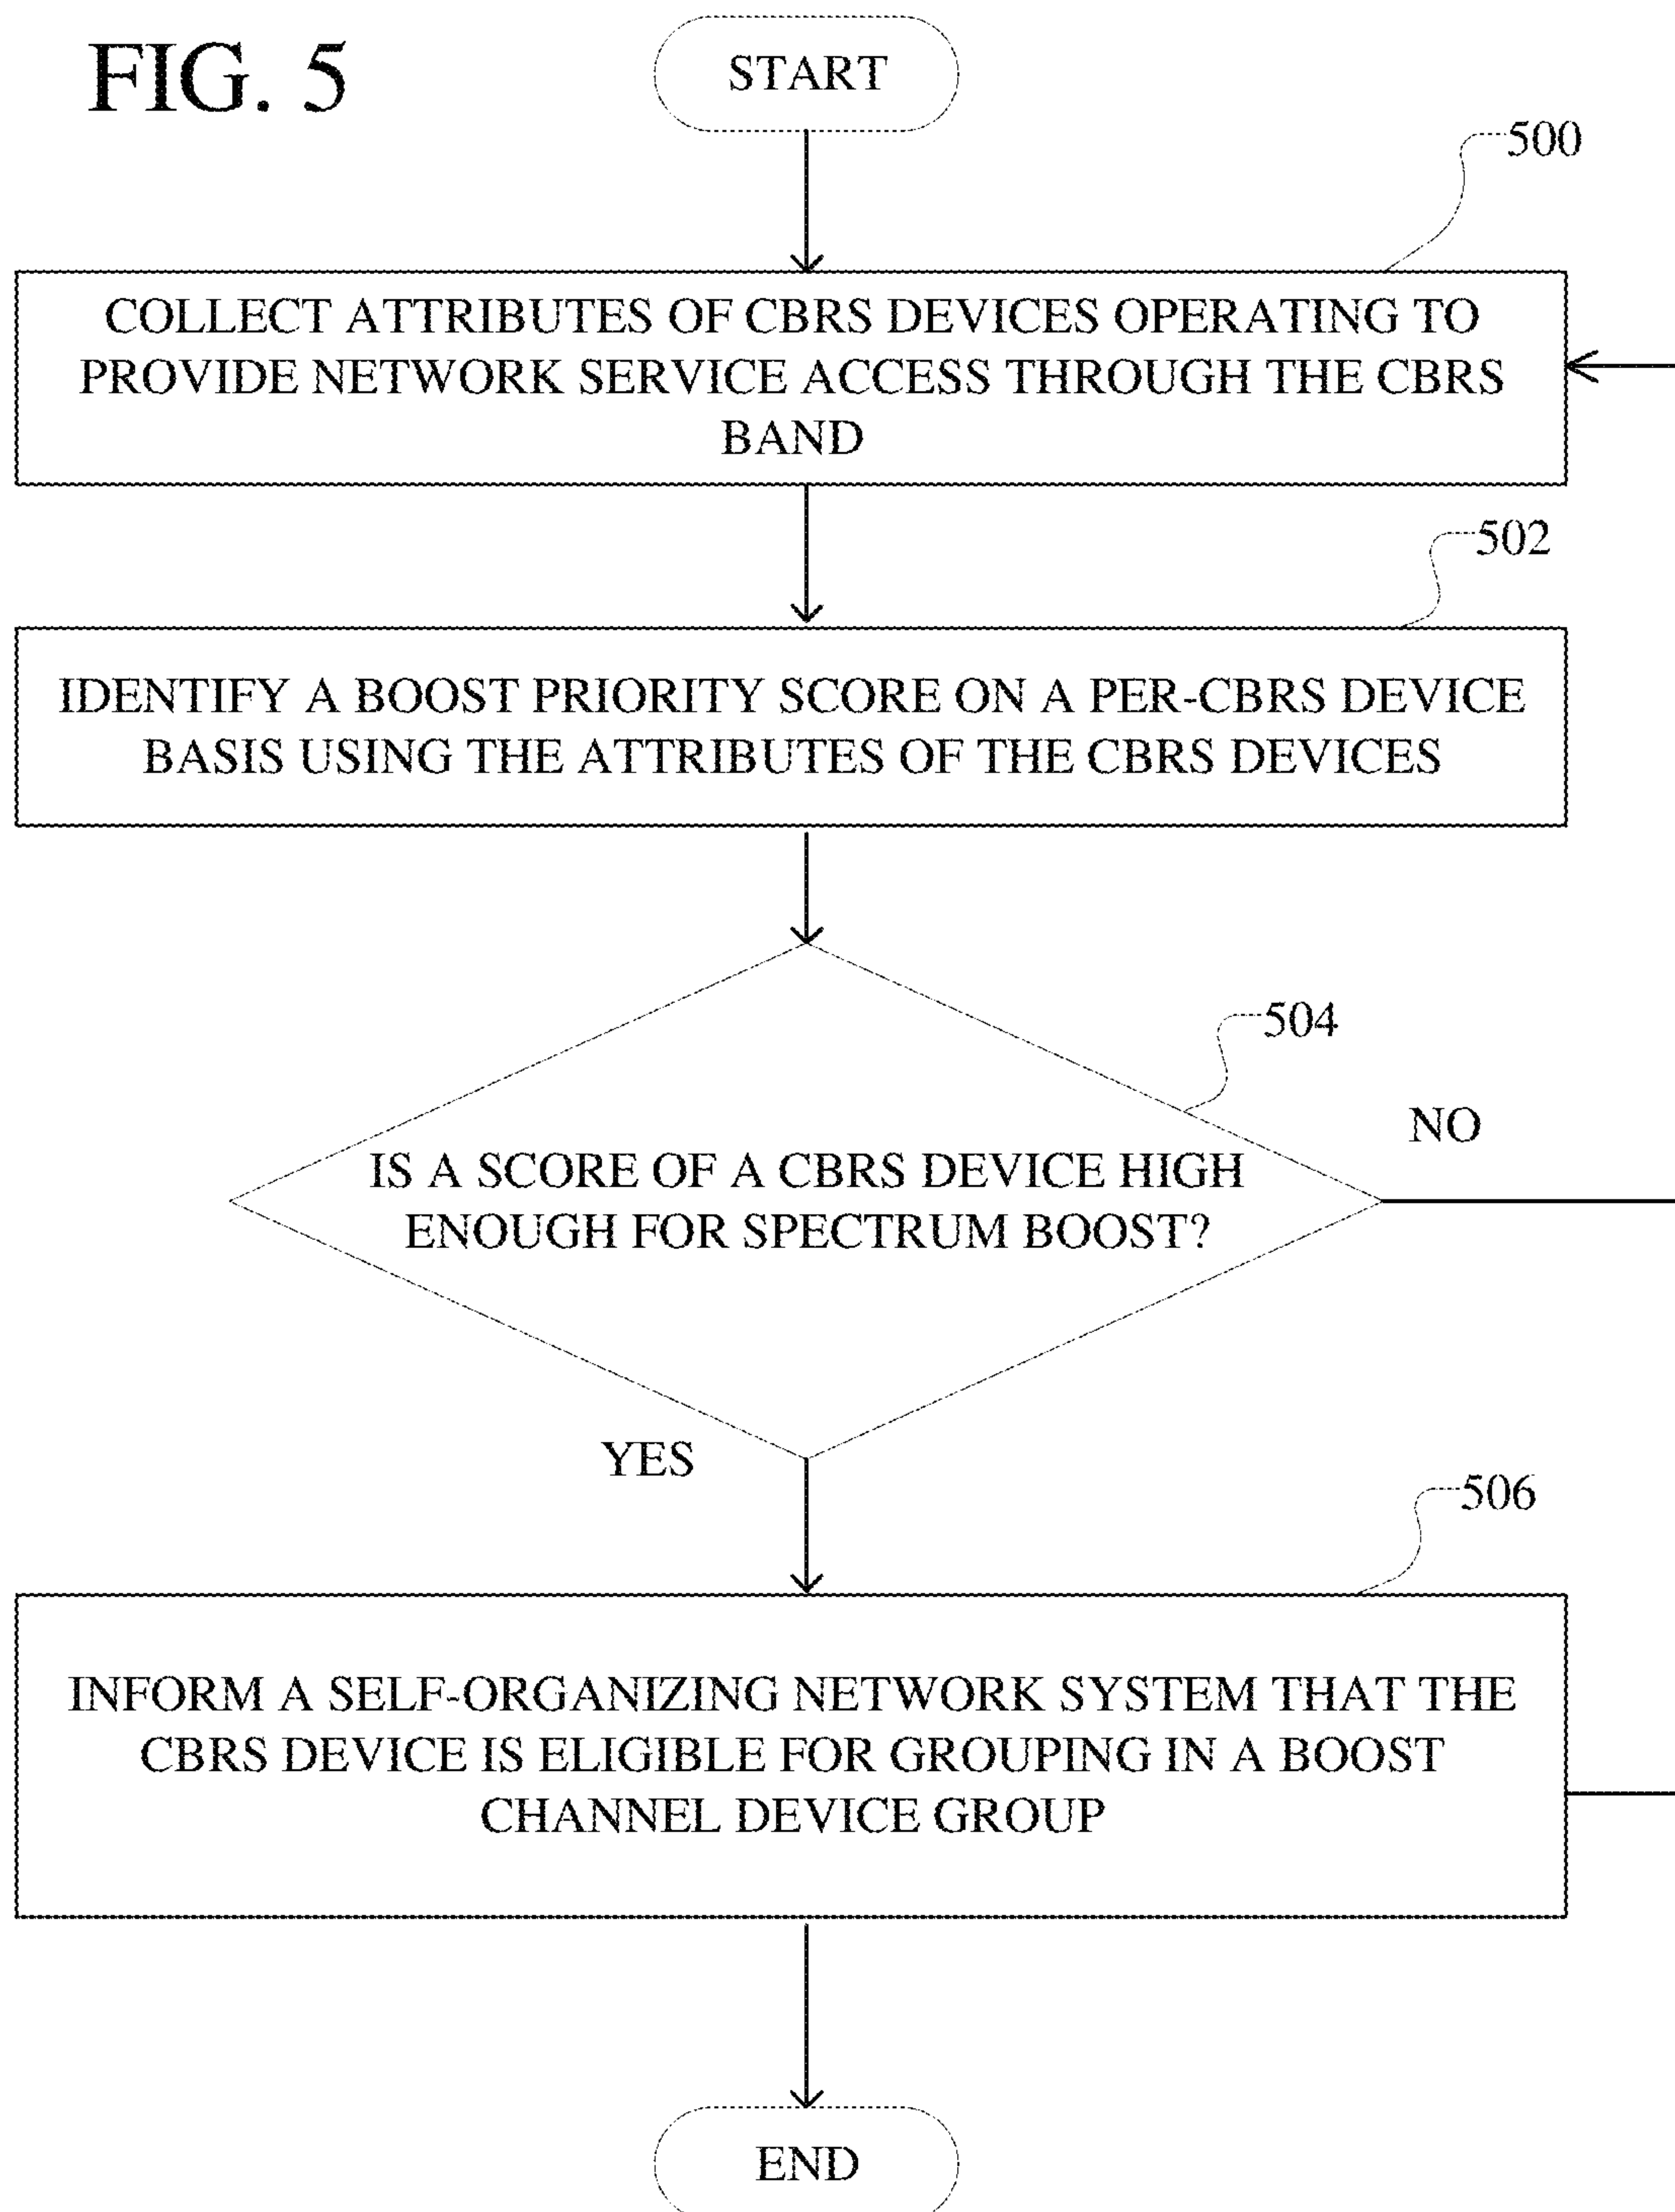 FIG. 5
START
500
COLLECT ATTRIBUTES OF CBRS DEVICES OPERATING TO
PROVIDE NETWORK SERVICE ACCESS THROUGH THE CBRS
BAND
502
IDENTIFY A BOOST PRIORITY SCORE ON A PER-CBRS DEVICE
BASIS USING THE ATTRIBUTES OF THE CBRS DEVICES
504
NO
IS A SCORE OF A CBRS DEVICE HIGH
ENOUGH FOR SPECTRUM BOOST?
YES
506
INFORM A SELF-ORGANIZING NETWORK SYSTEM THAT THE
CBRS DEVICE IS ELIGIBLE FOR GROUPING IN A BOOST
CHANNEL DEVICE GROUP
END